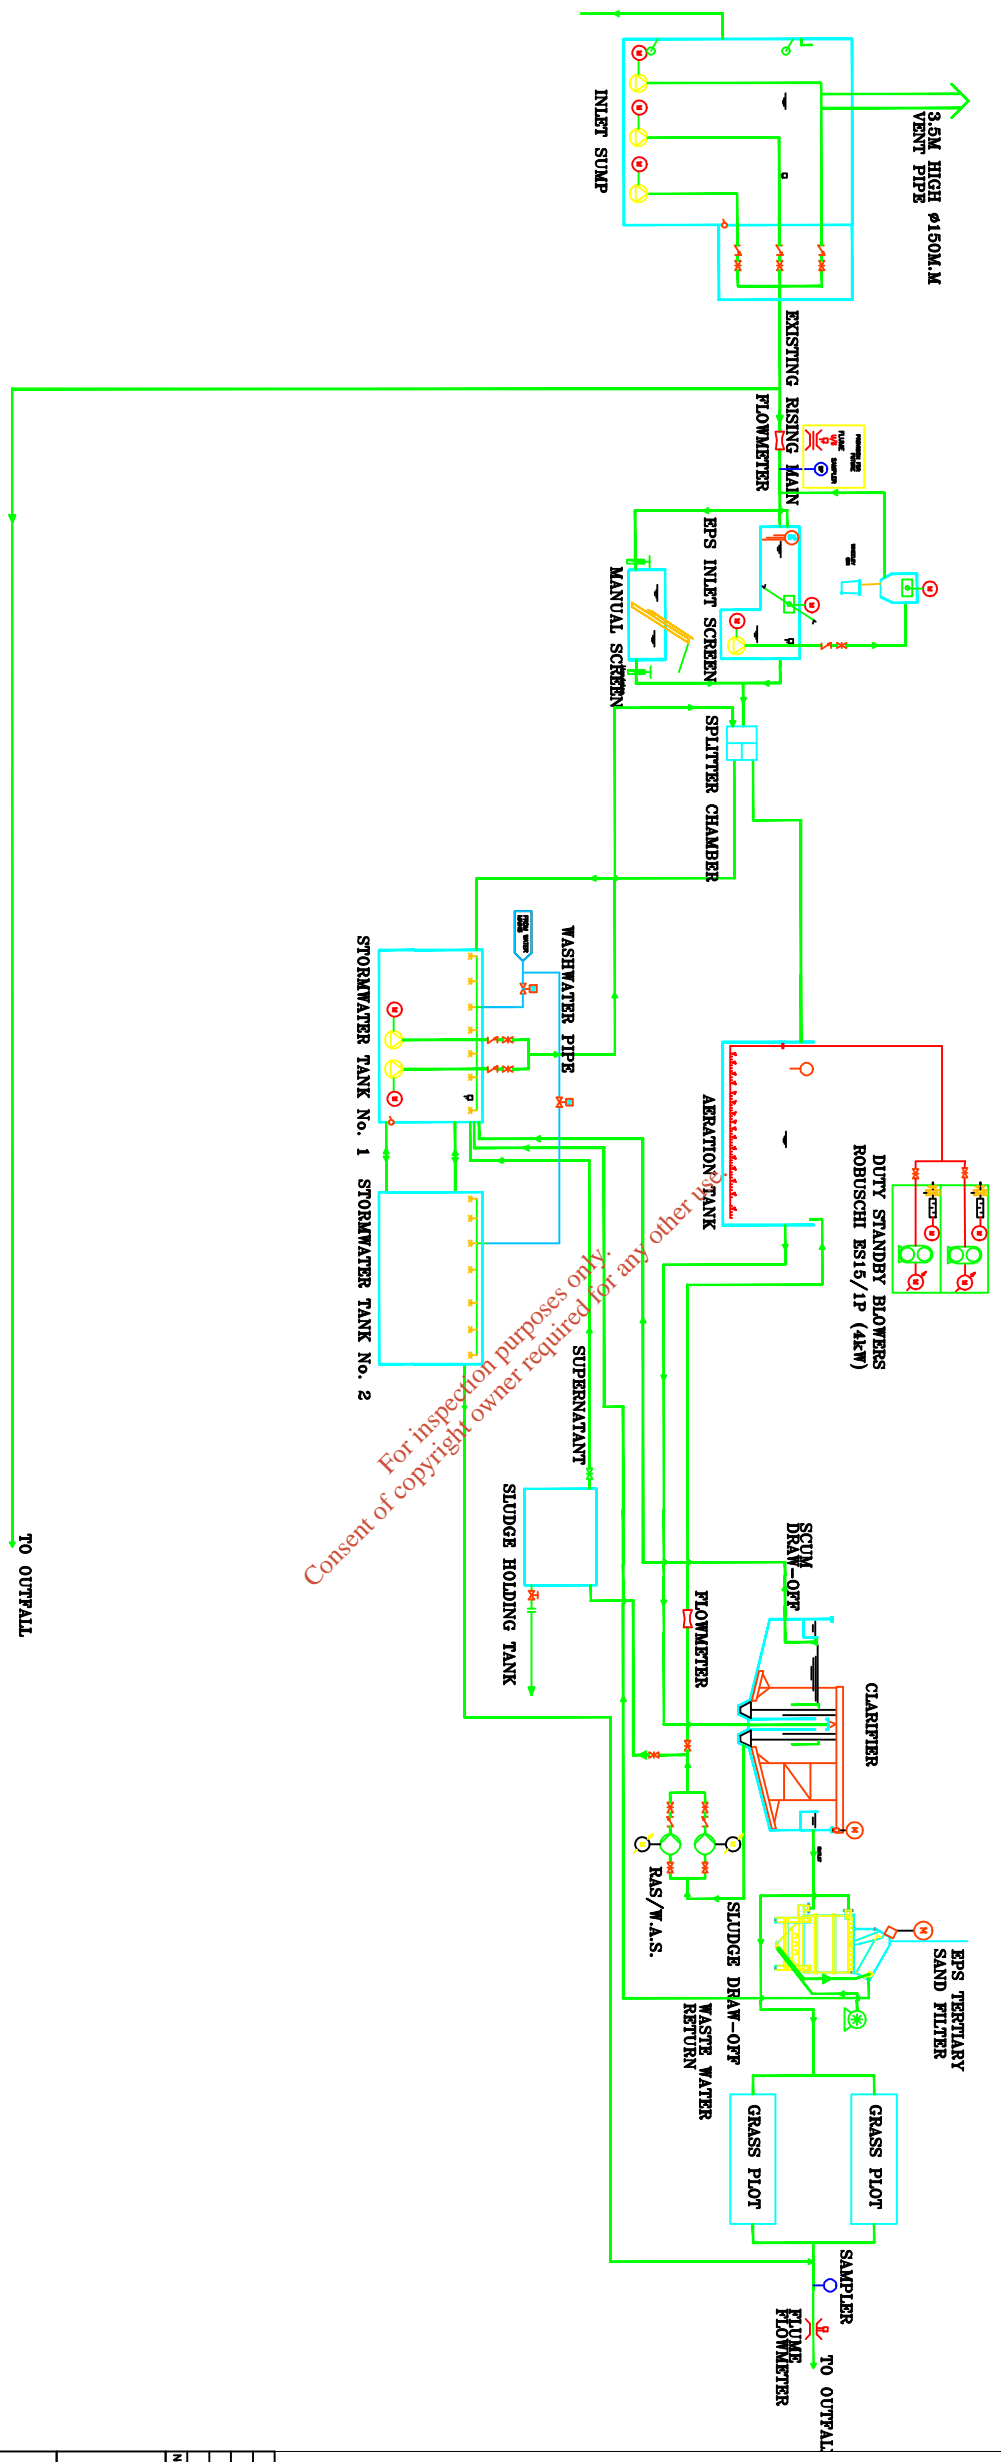 3.5M HIGH Ø150M.M
VENT PIPE
INLET SUMP
EXISTING RISING MAIN
FLOWMETER
SAMPLER
EPS INLET SCREEN
MANUAL SCREEN
SPLITTER CHAMBER
WASHWATER PIPE
STORMWATER TANK No. 1
STORMWATER TANK No. 2
AERATION TANK
DUTY STANDBY BLOWERS
ROBUSCHI ES15/1P (4kW)
For inspection purposes only.
Consent of copyright owner required for any other use.
SUPERNATANT
SLUDGE HOLDING TANK
TO OUTFALL
SCUM
DRAW-OFF
FLOWMETER
CLARIFIER
RAS/W.A.S.
SLUDGE DRAW-OFF
WASTE WATER
RETURN
EPS TERTIARY
SAND FILTER
GRASS PLOT
GRASS PLOT
SAMPLER
FLUME
FLOWMETER
TO OUTFALL